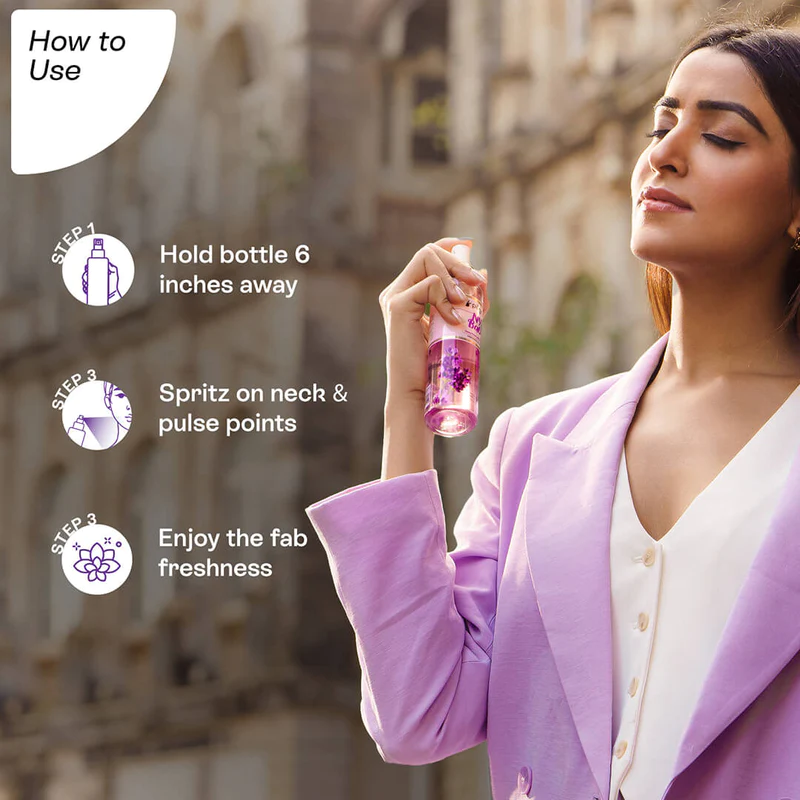 How to
Use
STEP 1
Hold bottle 6
inches away
STEP 3
Spritz on neck &
pulse points
STEP 3
Enjoy the fab
freshness